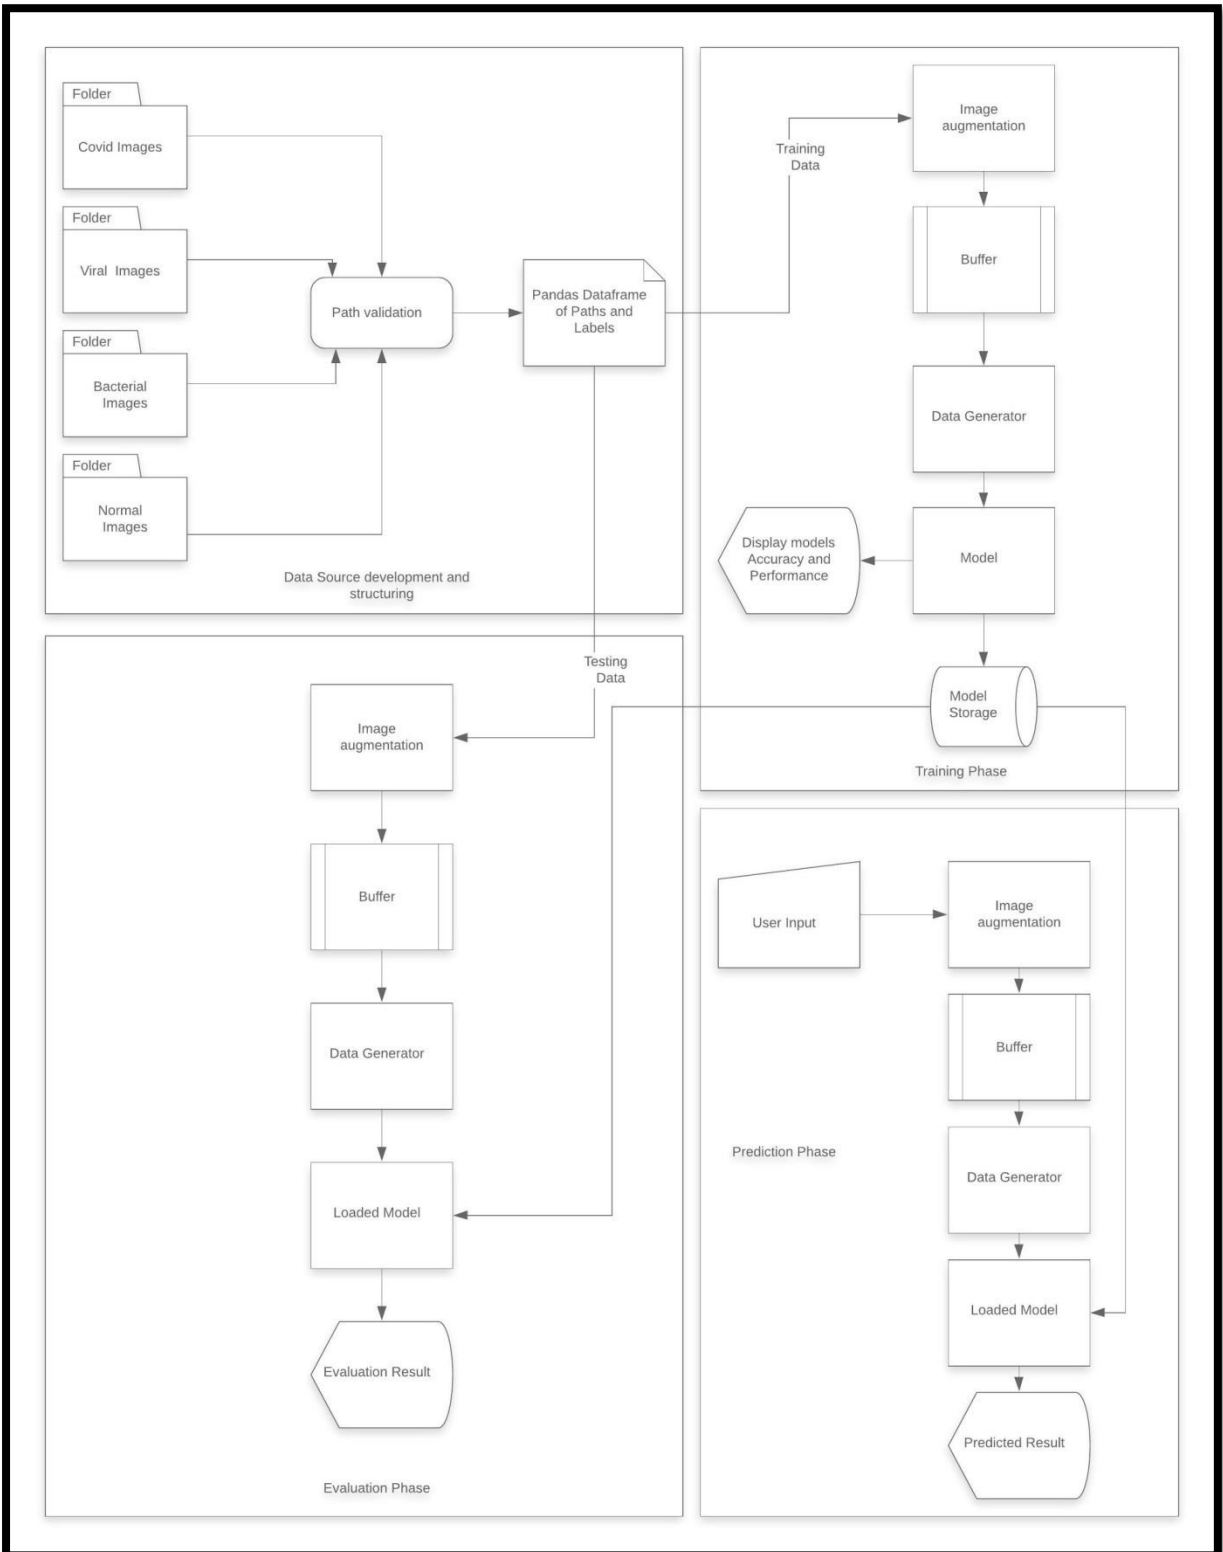 Folder
Covid Images
Folder
Viral  Images
Folder
Bacterial
Images
Folder
Normal
Images
Path validation
Pandas Dataframe
of Paths and
Labels
Data Source development and
structuring
Training
Data
Image
augmentation
Buffer
Data Generator
Model
Display models
Accuracy and
Performance
Model
Storage
Training Phase
Testing
Data
Image
augmentation
Buffer
Data Generator
Loaded Model
Evaluation Result
Evaluation Phase
User Input
Image
augmentation
Buffer
Data Generator
Loaded Model
Predicted Result
Prediction Phase